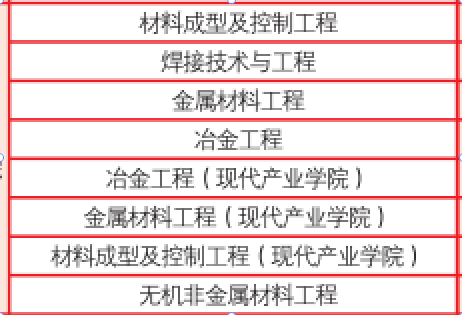 材料成型及控制工程
焊接技术与工程
金属材料工程
冶金工程
冶金工程（现代产业学院）
金属材料工程（现代产业学院）
材料成型及控制工程（现代产业学院）
无机非金属材料工程